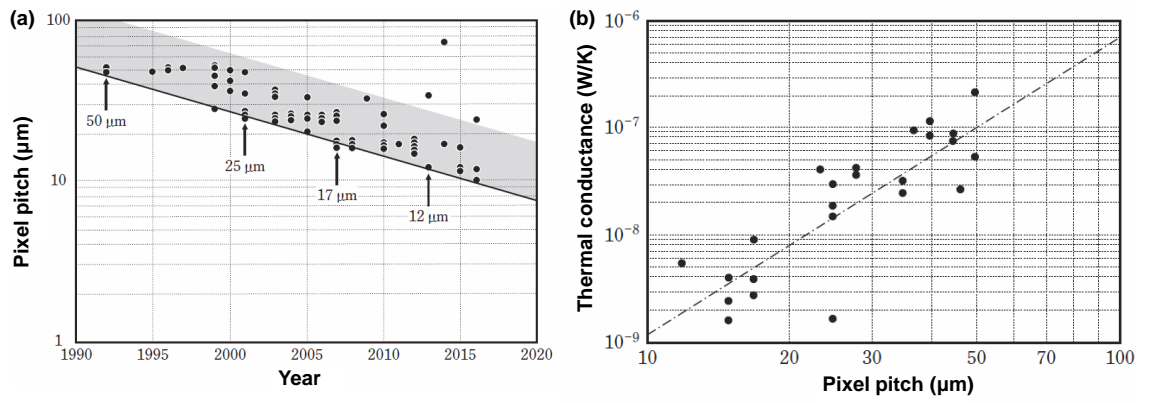 (a)
100
10
1
Pixel pitch (µm)
50 µm
25 µm
17 µm
12 µm
1990 1995 2000 2005 2010 2015 2020
Year
(b)
10⁻⁶
10⁻⁷
10⁻⁸
10⁻⁹
Thermal conductance (W/K)
10 20 30 50 70 100
Pixel pitch (µm)